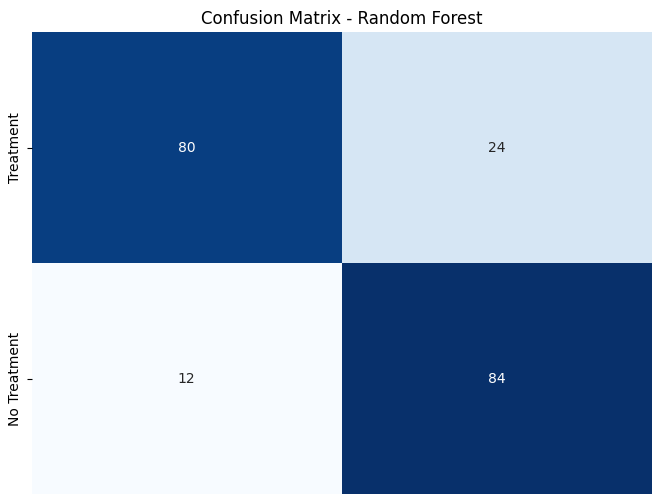 Confusion Matrix - Random Forest
Treatment
80
24
No Treatment
12
84